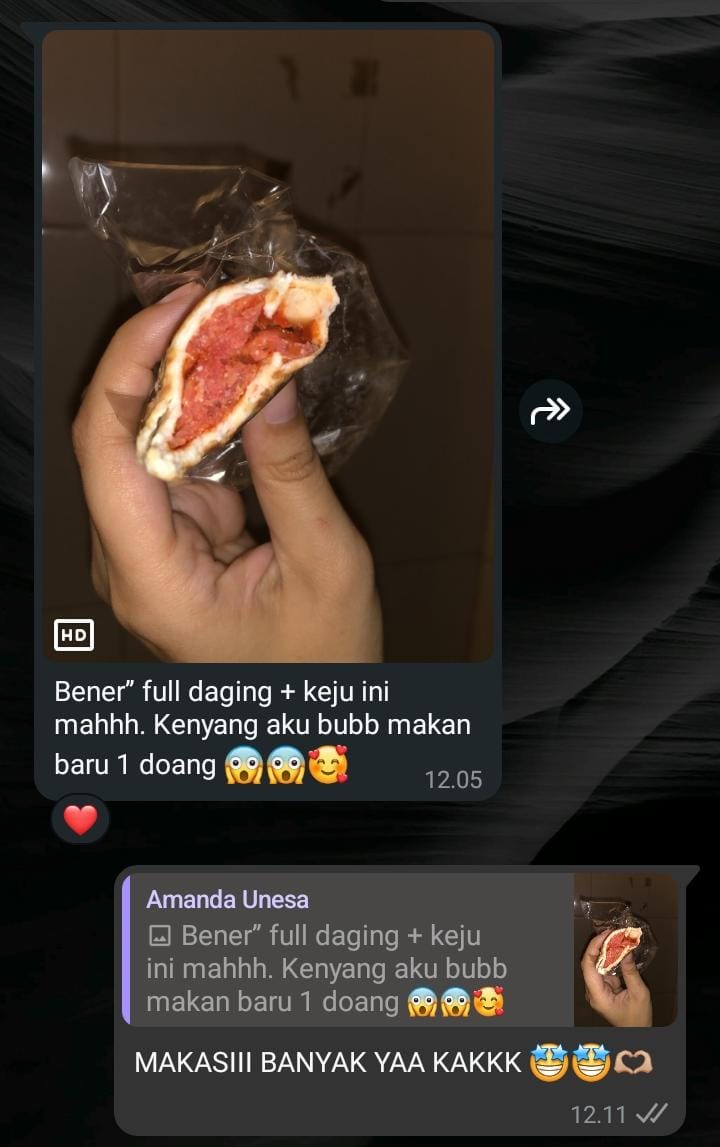 HD
Bener” full daging + keju ini
mahhh. Kenyang aku bubb makan
baru 1 doang 😱😱🥰
12.05
❤️
Amanda Unesa
Bener” full daging + keju
ini mahhh. Kenyang aku bubb
makan baru 1 doang 😱😱🥰
MAKASIII BANYAK YAA KAKKK 🤩🤩🫶🏼
12.11